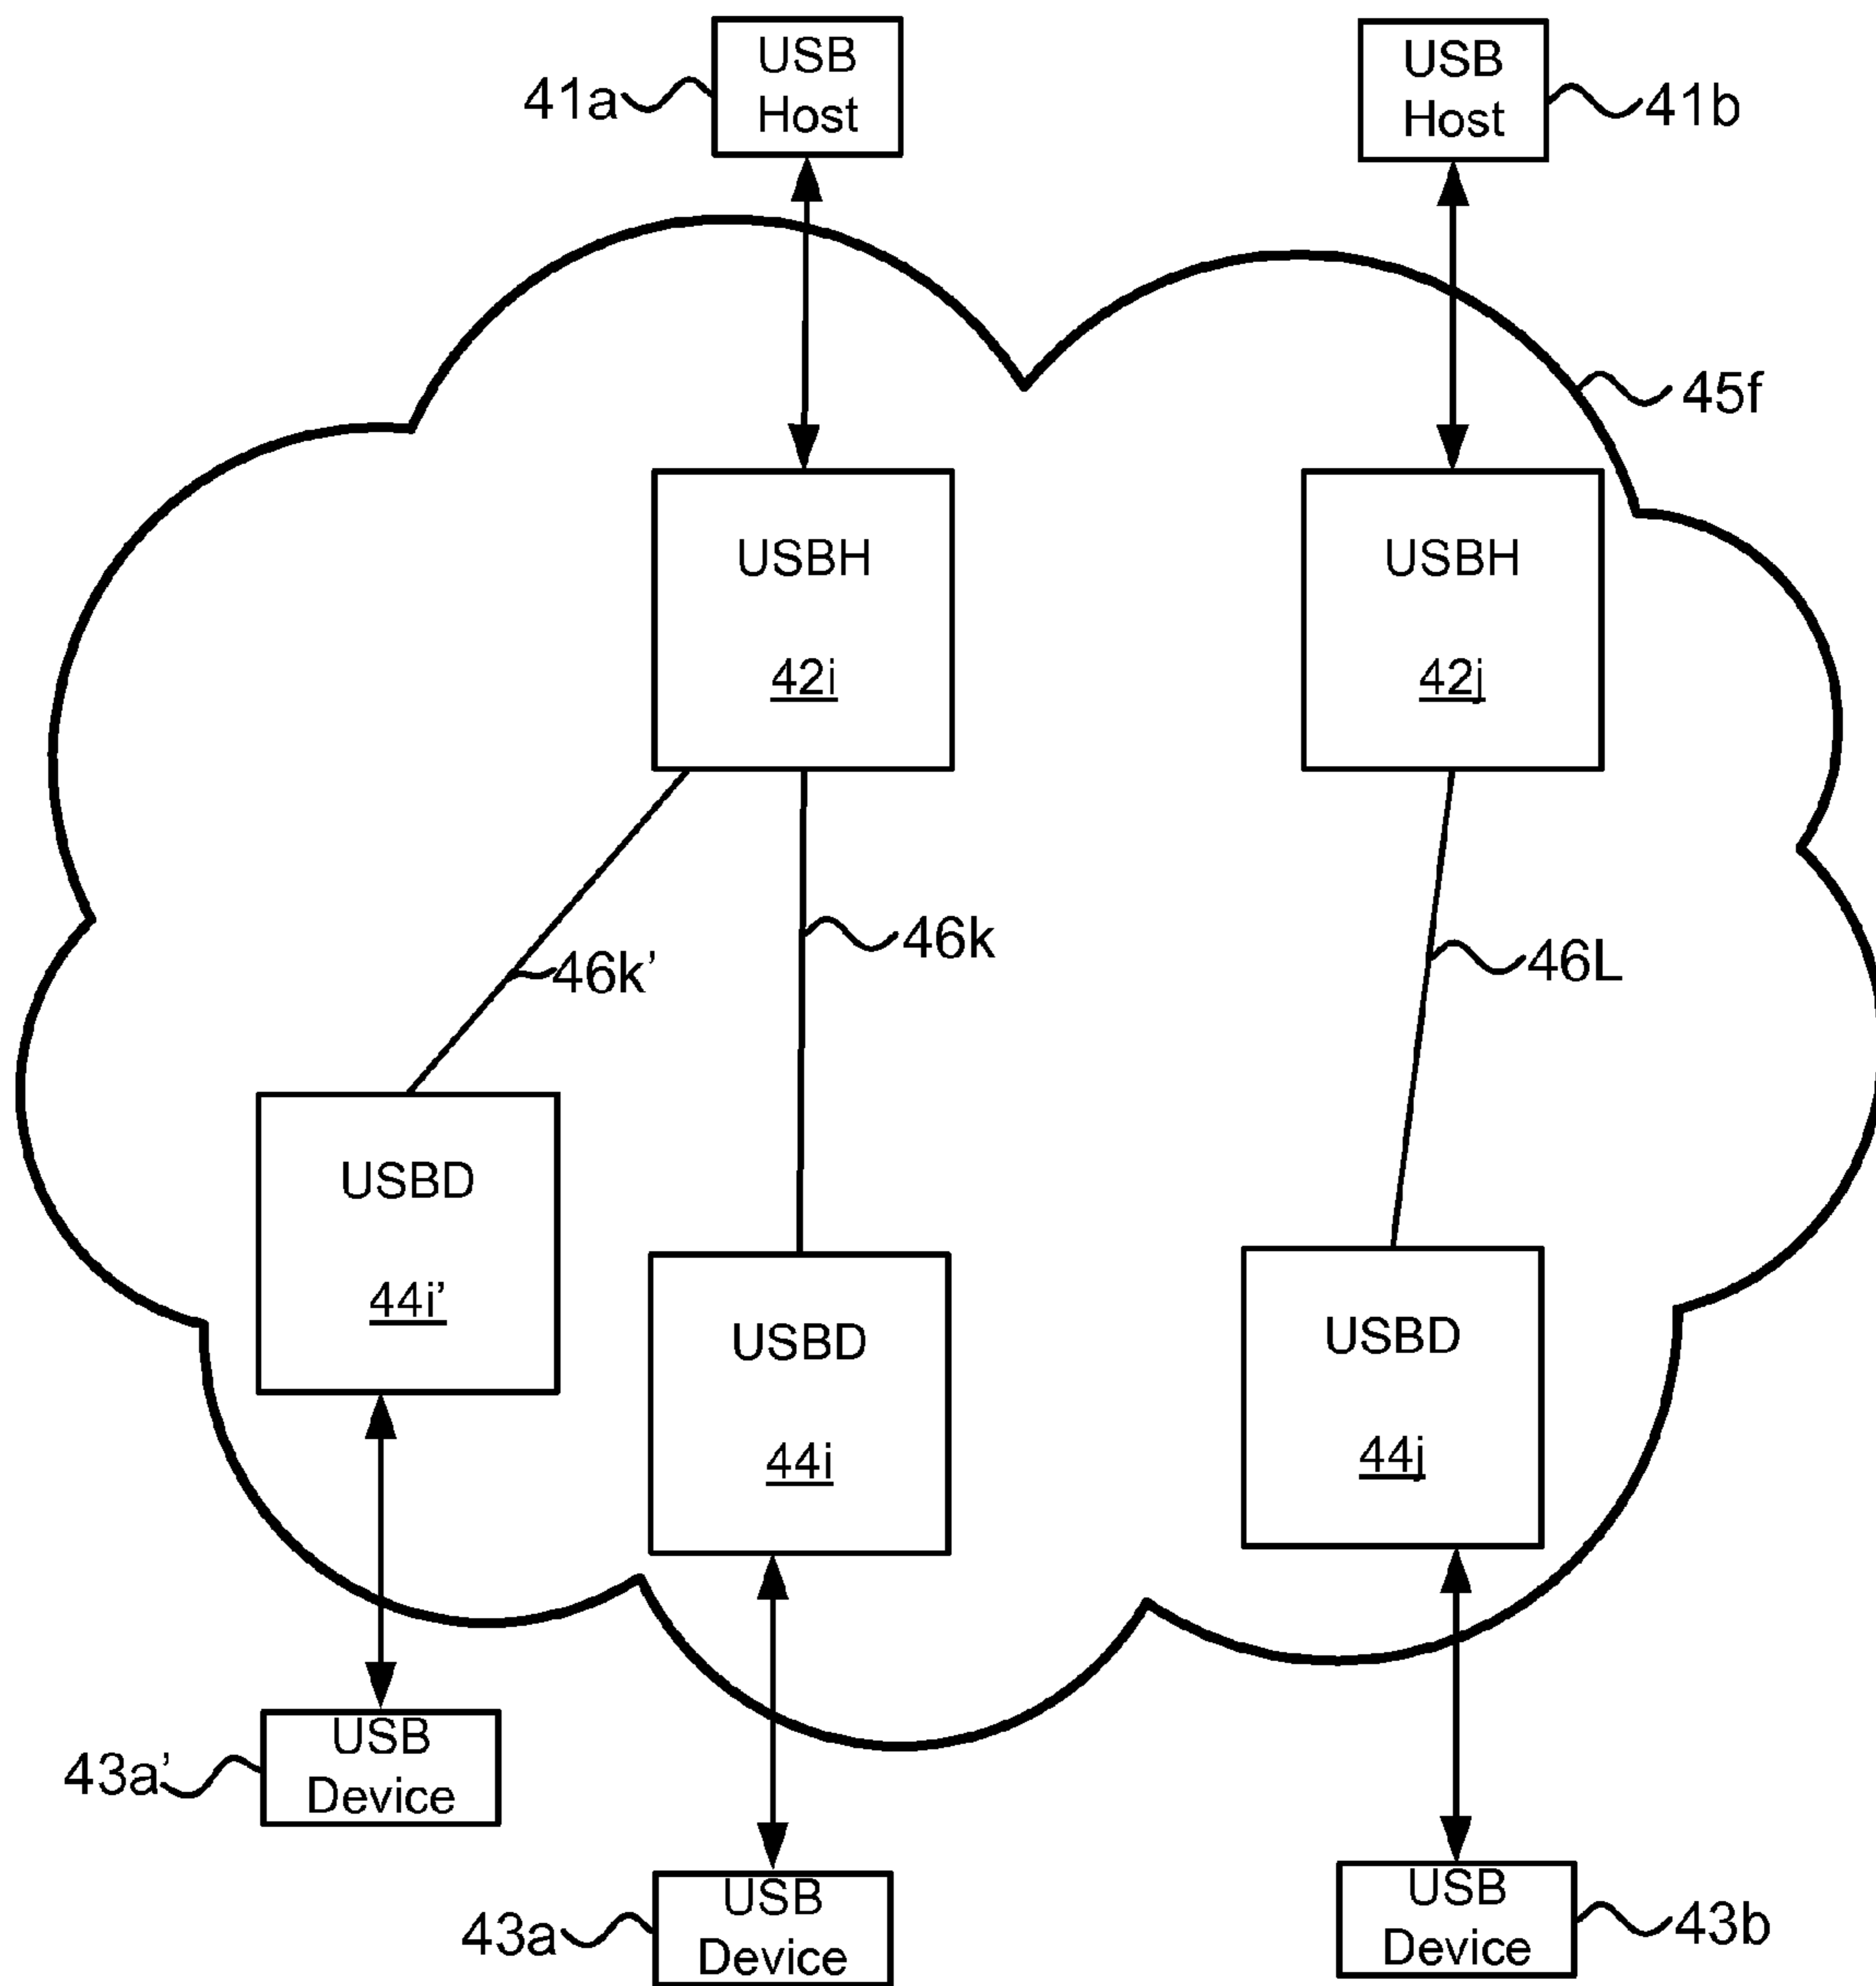 USB
Host
41a
USB
Host
41b
45f
USBH
42i
USBH
42j
46k’
46k
46L
USBD
44i’
USBD
44i
USBD
44j
USB
Device
43a’
USB
Device
43a
USB
Device
43b